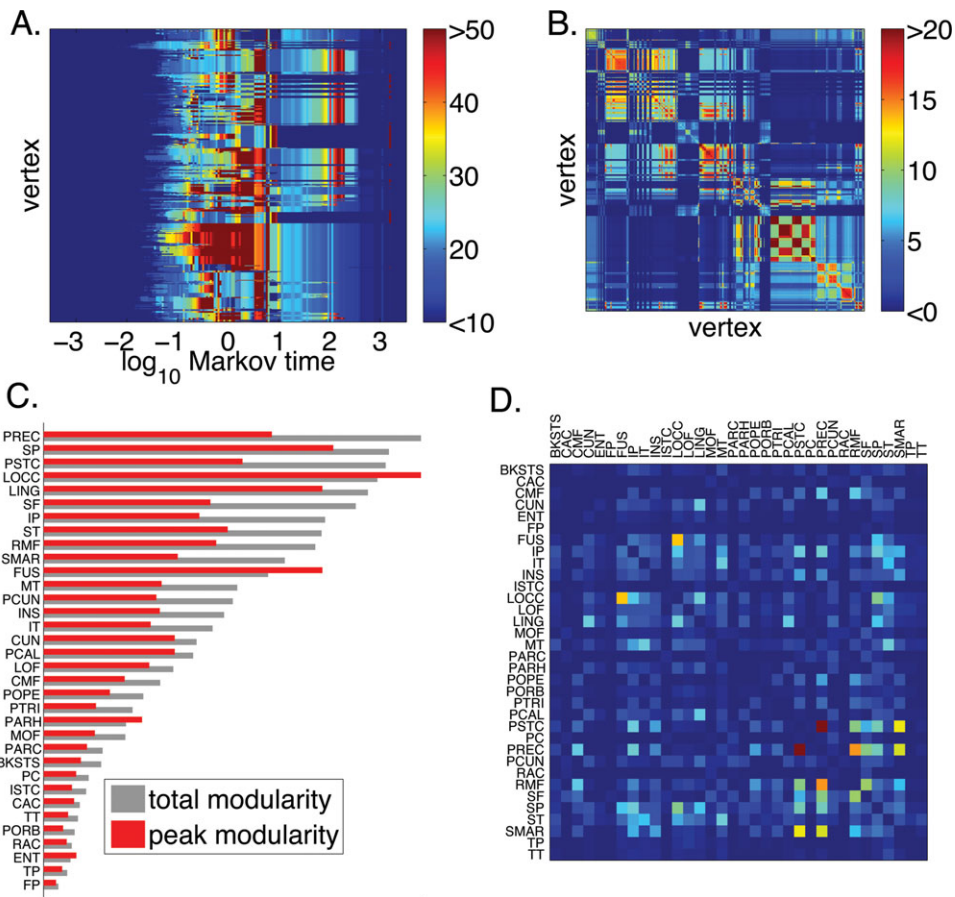 A.
vertex
−3 −2 −1 0 1 2 3
log10 Markov time
>50
40
30
20
<10
B.
vertex
vertex
>20
15
10
5
<0
C.
PREC
SP
PSTC
LOCC
LING
SF
IP
ST
RMF
SMAR
FUS
MT
PCUN
INS
IT
CUN
PCAL
LOF
CMF
POPE
PTRI
PARH
MOF
PARC
BKSTS
PC
ISTC
CAC
TT
PORB
RAC
ENT
TP
FP
total modularity
peak modularity
D.
BKSTS
CAC
CMF
CUN
ENT
FP
FUS
IP
IT
INS
ISTC
LOCC
LOF
LING
MOF
MT
PARC
PARH
POPE
PORB
PTRI
PCAL
PSTC
PC
PREC
PCUN
RAC
RMF
SF
SP
ST
SMAR
TP
TT
BKSTS
CAC
CMF
CUN
ENT
FP
FUS
IP
IT
INS
ISTC
LOCC
LOF
LING
MOF
MT
PARC
PARH
POPE
PORB
PTRI
PCAL
PSTC
PC
PREC
PCUN
RAC
RMF
SF
SP
ST
SMAR
TP
TT